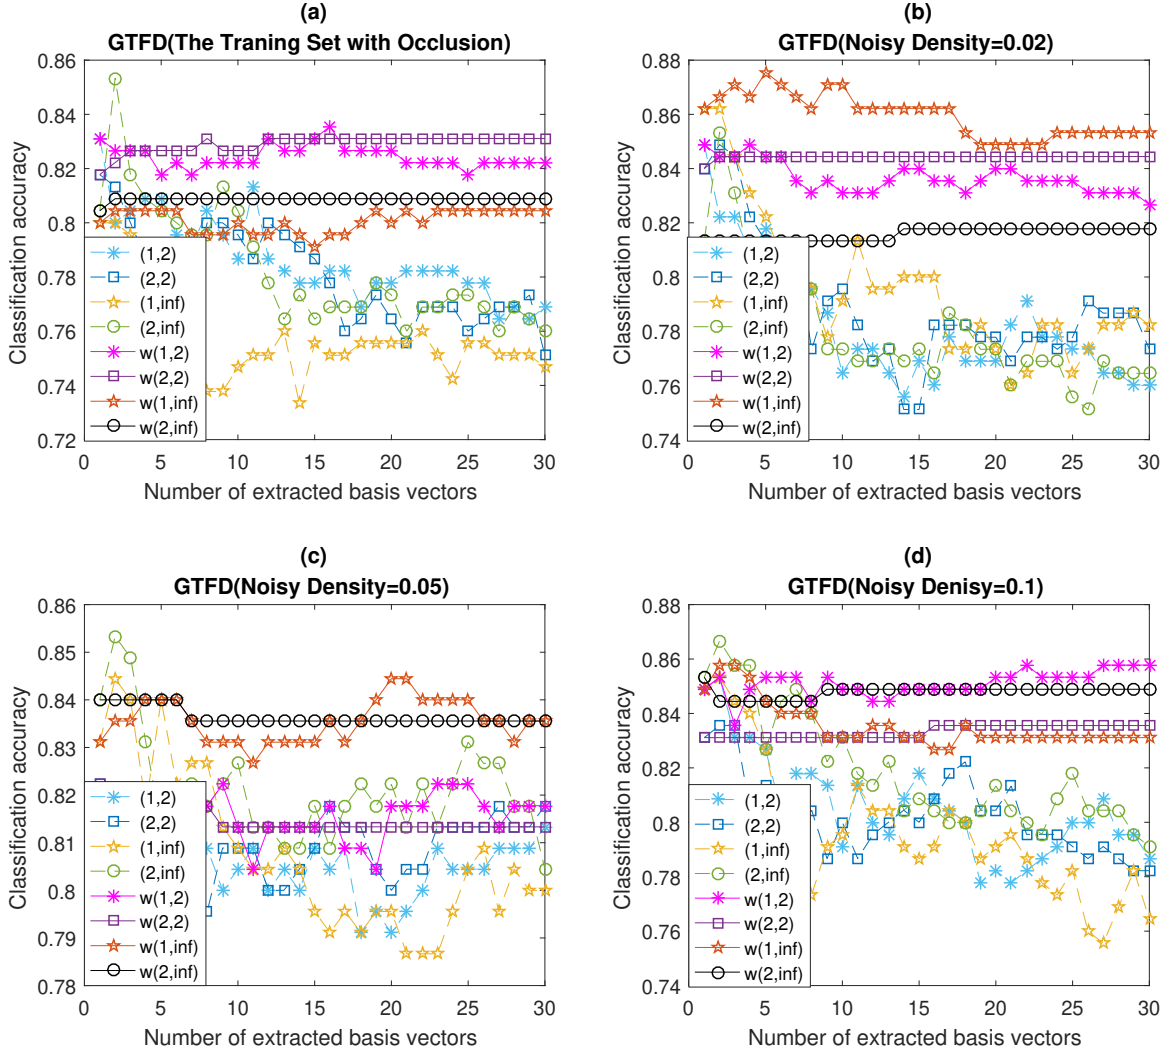 (a)
GTFD(The Traning Set with Occlusion)
0.86
0.84
0.82
0.8
0.78
0.76
0.74
0.72
Classification accuracy
(1,2)
(2,2)
(1,inf)
(2,inf)
w(1,2)
w(2,2)
w(1,inf)
w(2,inf)
0 5 10 15 20 25 30
Number of extracted basis vectors
(b)
GTFD(Noisy Density=0.02)
0.88
0.86
0.84
0.82
0.8
0.78
0.76
0.74
Classification accuracy
(1,2)
(2,2)
(1,inf)
(2,inf)
w(1,2)
w(2,2)
w(1,inf)
w(2,inf)
0 5 10 15 20 25 30
Number of extracted basis vectors
(c)
GTFD(Noisy Density=0.05)
0.86
0.85
0.84
0.83
0.82
0.81
0.8
0.79
0.78
Classification accuracy
(1,2)
(2,2)
(1,inf)
(2,inf)
w(1,2)
w(2,2)
w(1,inf)
w(2,inf)
0 5 10 15 20 25 30
Number of extracted basis vectors
(d)
GTFD(Noisy Denisy=0.1)
0.88
0.86
0.84
0.82
0.8
0.78
0.76
0.74
Classification accuracy
(1,2)
(2,2)
(1,inf)
(2,inf)
w(1,2)
w(2,2)
w(1,inf)
w(2,inf)
0 5 10 15 20 25 30
Number of extracted basis vectors